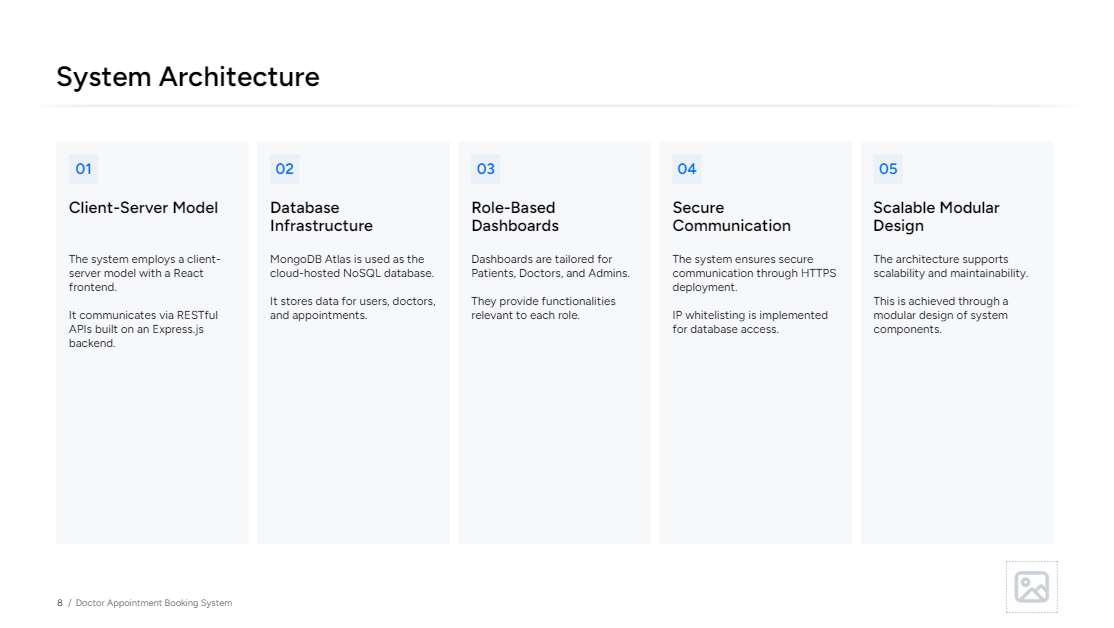 System Architecture
01
Client-Server Model
The system employs a client-
server model with a React
frontend.
It communicates via RESTful
APIs built on an Express.js
backend.
02
Database
Infrastructure
MongoDB Atlas is used as the
cloud-hosted NoSQL database.
It stores data for users, doctors,
and appointments.
03
Role-Based
Dashboards
Dashboards are tailored for
Patients, Doctors, and Admins.
They provide functionalities
relevant to each role.
04
Secure
Communication
The system ensures secure
communication through HTTPS
deployment.
IP whitelisting is implemented
for database access.
05
Scalable Modular
Design
The architecture supports
scalability and maintainability.
This is achieved through a
modular design of system
components.
8 / Doctor Appointment Booking System